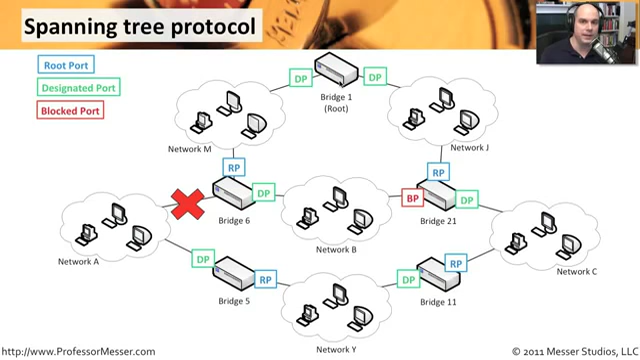 Spanning tree protocol
Root Port
Designated Port
Blocked Port
DP
DP
Bridge 1
(Root)
Network M
Network J
RP
RP
DP
BP
DP
Bridge 6
Bridge 21
Network B
Network A
Network C
DP
RP
DP
RP
Bridge 5
Bridge 11
Network Y
http://www.ProfessorMesser.com
© 2011 Messer Studios, LLC